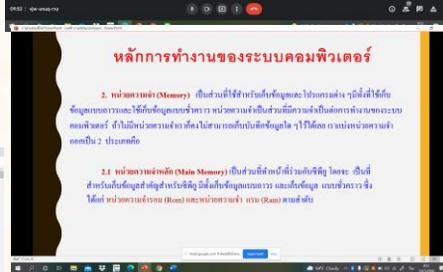 09:52 | sjw-usuq-nxy
หลักการทำงานของระบบคอมพิวเตอร์
2. หน่วยความจำ (Memory) เป็นส่วนที่ใช้สำหรับเก็บข้อมูลและโปรแกรมต่าง ๆ มีทั้งที่ใช้เก็บ
ข้อมูลแบบถาวรและใช้เก็บข้อมูลแบบชั่วคราว หน่วยความจำเป็นส่วนที่มีความจำเป็นต่อการทำงานของระบบ
คอมพิวเตอร์ ถ้าไม่มีหน่วยความจำเราก็คงไม่สามารถเก็บบันทึกข้อมูลใด ๆ ไว้ได้เลย เราแบ่งหน่วยความจำ
ออกเป็น 2 ประเภทคือ
2.1 หน่วยความจำหลัก (Main Memory) เป็นส่วนที่ทำหน้าที่ร่วมกับซีพียู โดยจะ เป็นที่
สำหรับเก็บข้อมูลสำคัญสำหรับซีพียู มีทั้งเก็บข้อมูลแบบถาวร และเก็บข้อมูล แบบชั่วคราว ซึ่ง
ได้แก่ หน่วยความจำรอม (Rom) และหน่วยความจำ แรม (Ram) ตามลำดับ